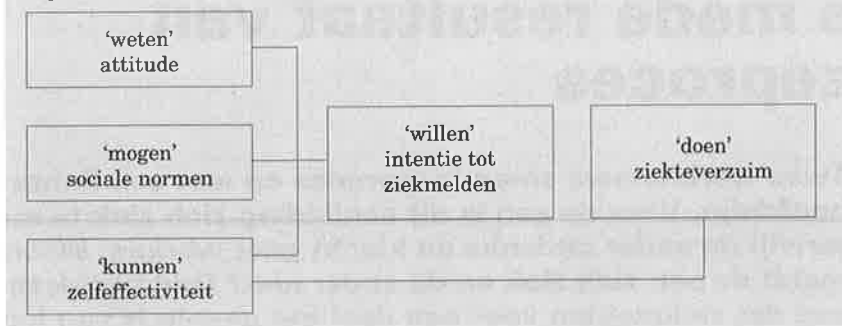 'weten'
attitude
'mogen'
sociale normen
'kunnen'
zelfeffectiviteit
'willen'
intentie tot
ziekmelden
'doen'
ziekteverzuim